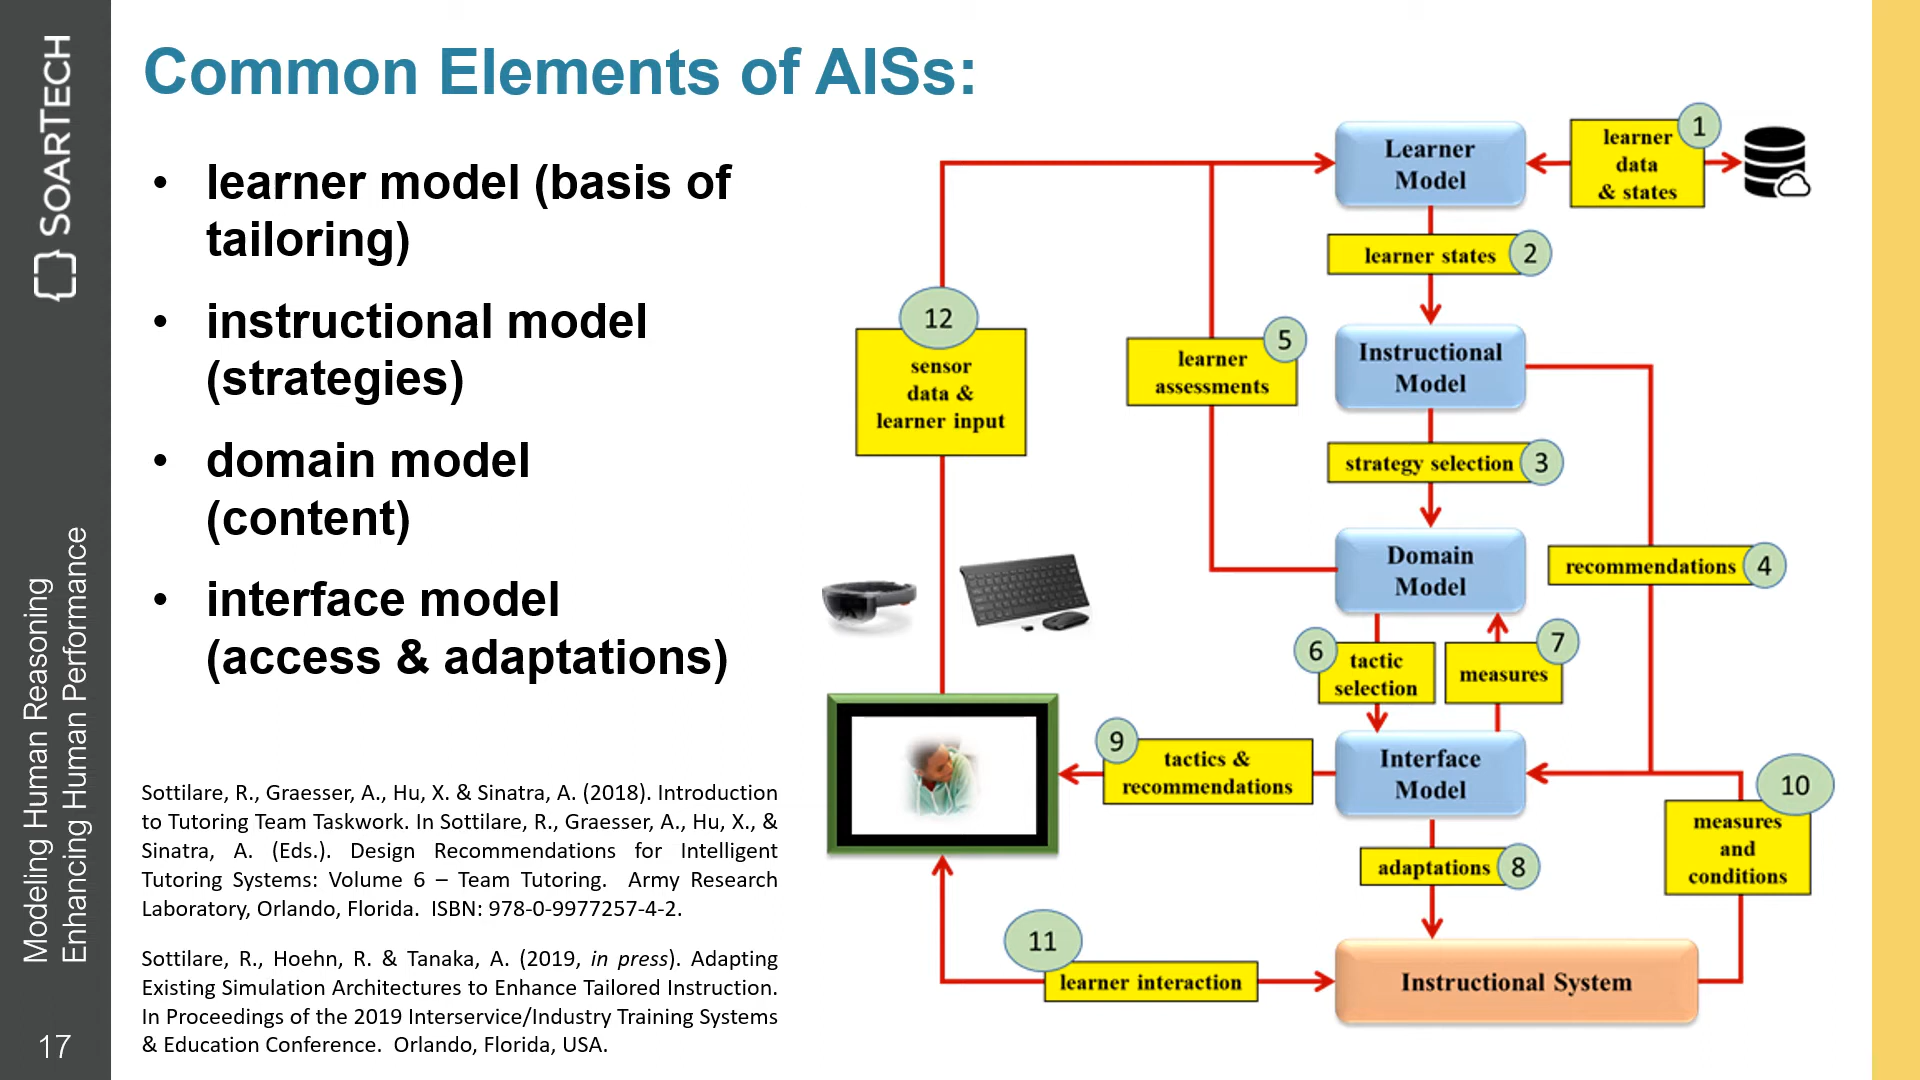 SOARTECH
Modeling Human Reasoning
Enhancing Human Performance
17
Common Elements of AISs:
• learner model (basis of
tailoring)
• instructional model
(strategies)
• domain model
(content)
• interface model
(access & adaptations)
Sottilare, R., Graesser, A., Hu, X. & Sinatra, A. (2018). Introduction
to Tutoring Team Taskwork. In Sottilare, R., Graesser, A., Hu, X., &
Sinatra, A. (Eds.). Design Recommendations for Intelligent
Tutoring Systems: Volume 6 – Team Tutoring. Army Research
Laboratory, Orlando, Florida. ISBN: 978-0-9977257-4-2.
Sottilare, R., Hoehn, R. & Tanaka, A. (2019, in press). Adapting
Existing Simulation Architectures to Enhance Tailored Instruction.
In Proceedings of the 2019 Interservice/Industry Training Systems
& Education Conference. Orlando, Florida, USA.
Learner
Model
1
learner
data
& states
learner states
2
12
sensor
data &
learner input
5
learner
assessments
Instructional
Model
strategy selection
3
Domain
Model
recommendations
4
6
tactic
selection
7
measures
9
tactics &
recommendations
Interface
Model
10
measures
and
conditions
adaptations
8
11
learner interaction
Instructional System